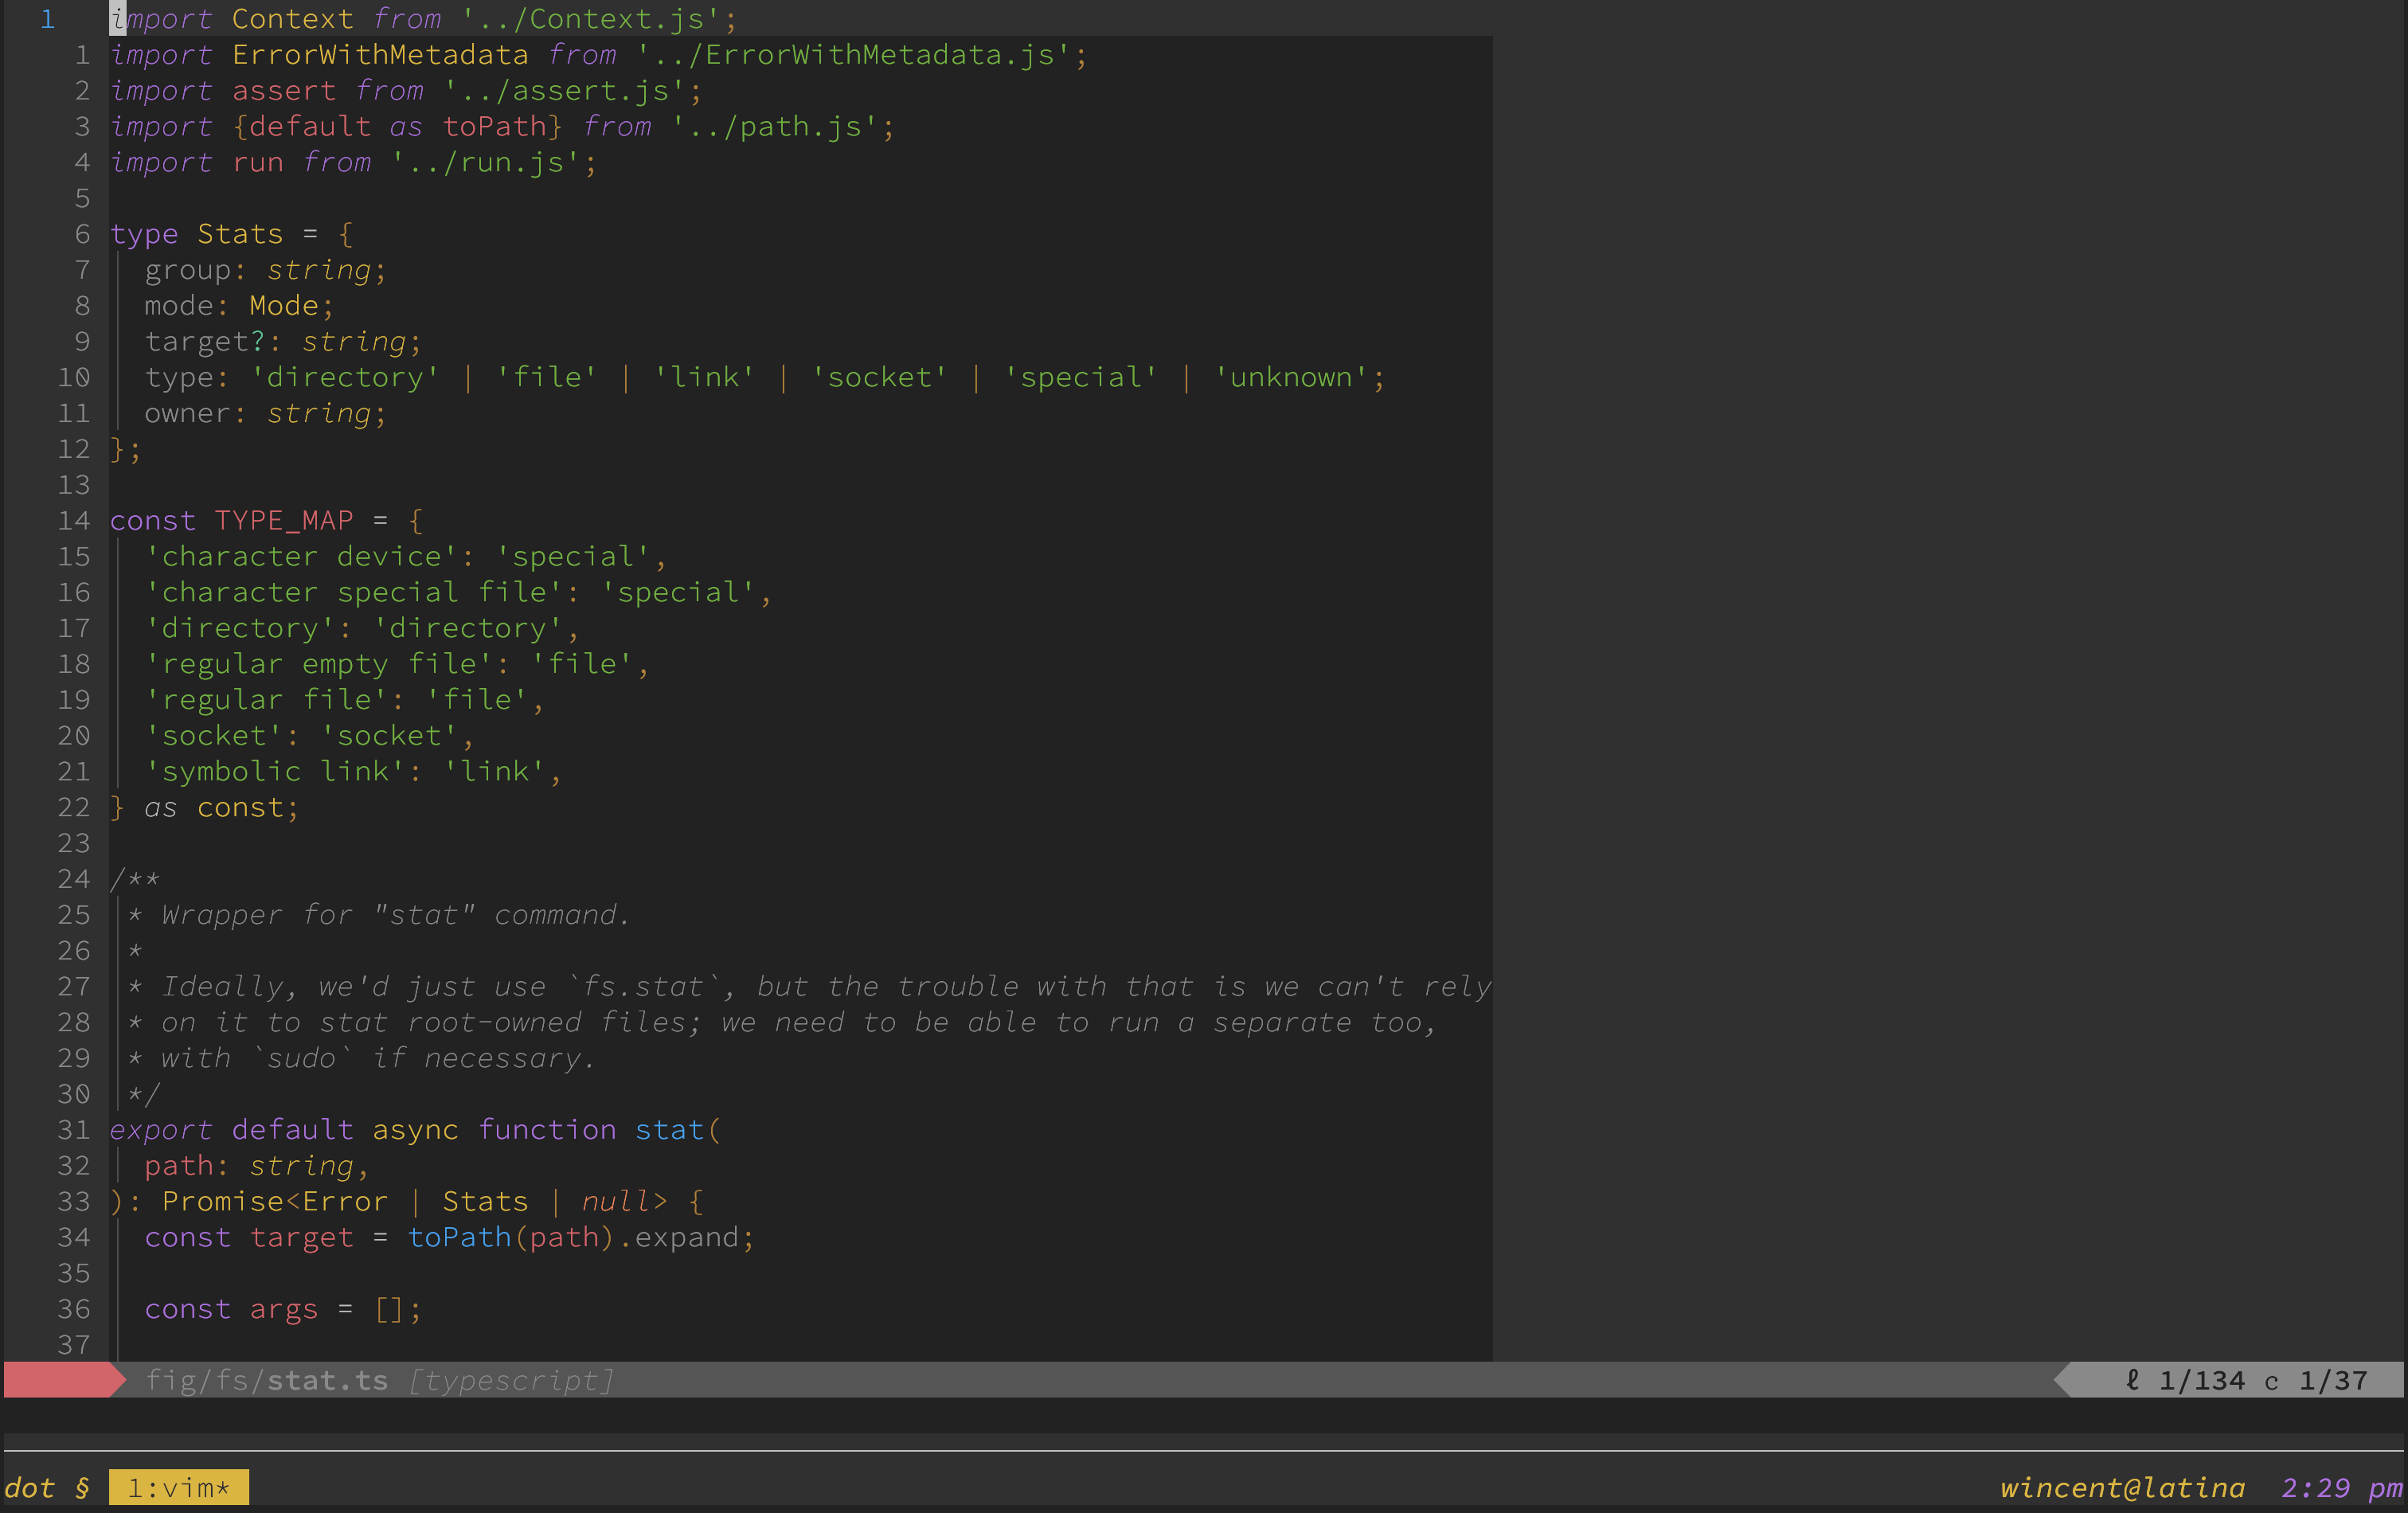 1 import Context from '../Context.js';
1 import ErrorWithMetadata from '../ErrorWithMetadata.js';
2 import assert from '../assert.js';
3 import {default as toPath} from '../path.js';
4 import run from '../run.js';
5
6 type Stats = {
7 group: string;
8 mode: Mode;
9 target?: string;
10 type: 'directory' | 'file' | 'link' | 'socket' | 'special' | 'unknown';
11 owner: string;
12 };
13
14 const TYPE_MAP = {
15 'character device': 'special',
16 'character special file': 'special',
17 'directory': 'directory',
18 'regular empty file': 'file',
19 'regular file': 'file',
20 'socket': 'socket',
21 'symbolic link': 'link',
22 } as const;
23
24 /**
25 * Wrapper for "stat" command.
26 *
27 * Ideally, we'd just use `fs.stat`, but the trouble with that is we can't rely
28 * on it to stat root-owned files; we need to be able to run a separate too,
29 * with `sudo` if necessary.
30 */
31 export default async function stat(
32 path: string,
33 ): Promise<Error | Stats | null> {
34 const target = toPath(path).expand;
35
36 const args = [];
37
fig/fs/stat.ts [typescript] ℓ 1/134 c 1/37
dot § 1:vim* wincent@latina 2:29 pm